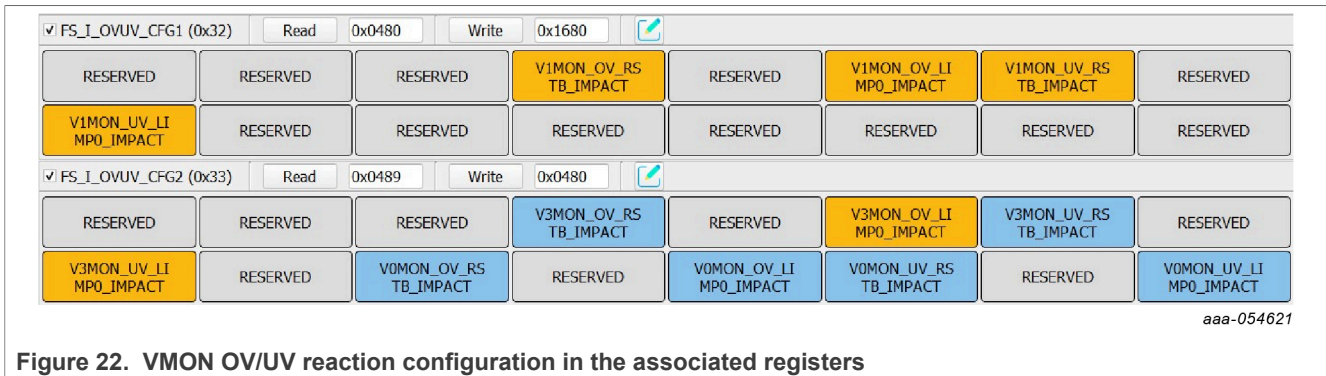 FS_I_OVUV_CFG1 (0x32) Read 0x0480 Write 0x1680
RESERVED RESERVED RESERVED V1MON_OV_RS TB_IMPACT RESERVED V1MON_OV_LI MP0_IMPACT V1MON_UV_RS TB_IMPACT RESERVED
V1MON_UV_LI MP0_IMPACT RESERVED RESERVED RESERVED RESERVED RESERVED RESERVED RESERVED
FS_I_OVUV_CFG2 (0x33) Read 0x0489 Write 0x0480
RESERVED RESERVED RESERVED V3MON_OV_RS TB_IMPACT RESERVED V3MON_OV_LI MP0_IMPACT V3MON_UV_RS TB_IMPACT RESERVED
V3MON_UV_LI MP0_IMPACT RESERVED V0MON_OV_RS TB_IMPACT RESERVED V0MON_OV_LI MP0_IMPACT V0MON_UV_RS TB_IMPACT RESERVED V0MON_UV_LI MP0_IMPACT
aaa-054621
Figure 22. VMON OV/UV reaction configuration in the associated registers